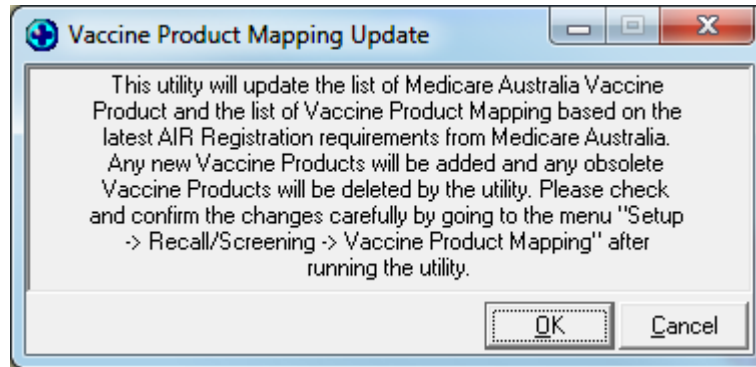 Vaccine Product Mapping Update
This utility will update the list of Medicare Australia Vaccine
Product and the list of Vaccine Product Mapping based on the
latest AIR Registration requirements from Medicare Australia.
Any new Vaccine Products will be added and any obsolete
Vaccine Products will be deleted by the utility. Please check
and confirm the changes carefully by going to the menu "Setup
-> Recall/Screening -> Vaccine Product Mapping" after
running the utility.
OK Cancel